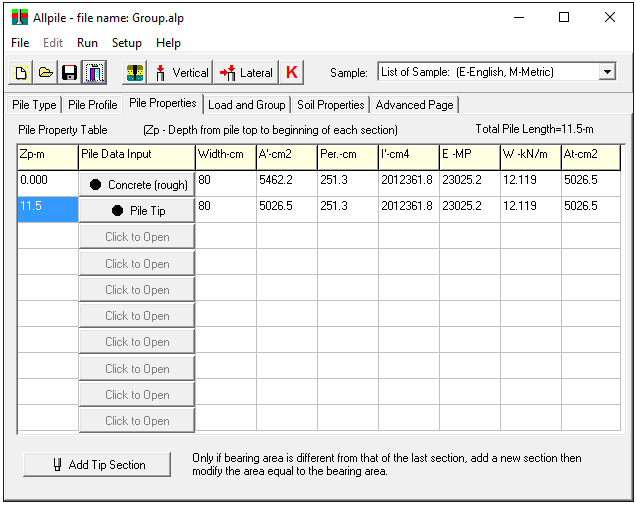 Allpile - file name: Group.alp
File Edit Run Setup Help
Vertical Lateral K Sample: List of Sample: (E-English, M-Metric)
Pile Type Pile Profile Pile Properties Load and Group Soil Properties Advanced Page
Pile Property Table (Zp - Depth from pile top to beginning of each section) Total Pile Length=11.5-m
Zp-m Pile Data Input Width-cm A'-cm2 Per.-cm I'-cm4 E -MP W -kN/m At-cm2
0.000 Concrete (rough) 80 5462.2 251.3 2012361.8 23025.2 12.119 5026.5
11.5 Pile Tip 80 5026.5 251.3 2012361.8 23025.2 12.119 5026.5
Click to Open
Click to Open
Click to Open
Click to Open
Click to Open
Click to Open
Click to Open
Click to Open
Add Tip Section Only if bearing area is different from that of the last section, add a new section then
modify the area equal to the bearing area.